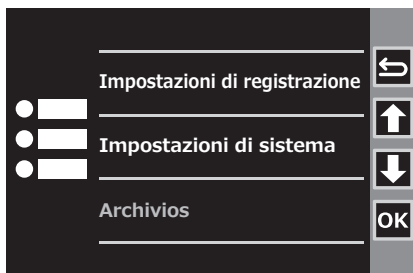 Impostazioni di registrazione
Impostazioni di sistema
Archivios
OK